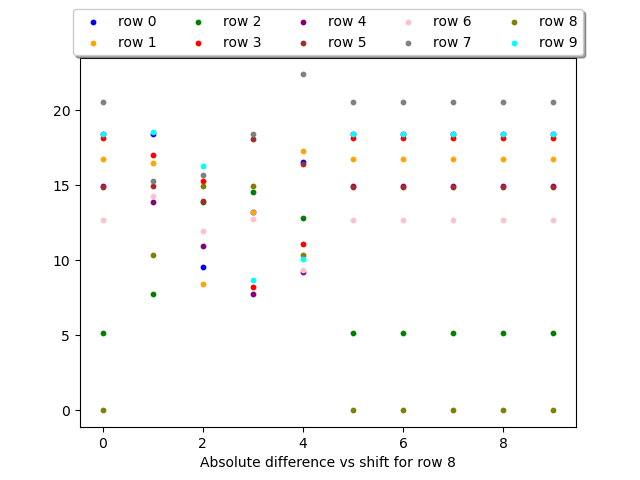 row 0 row 2 row 4 row 6 row 8
row 1 row 3 row 5 row 7 row 9
20
15
10
5
0
0 2 4 6 8
Absolute difference vs shift for row 8